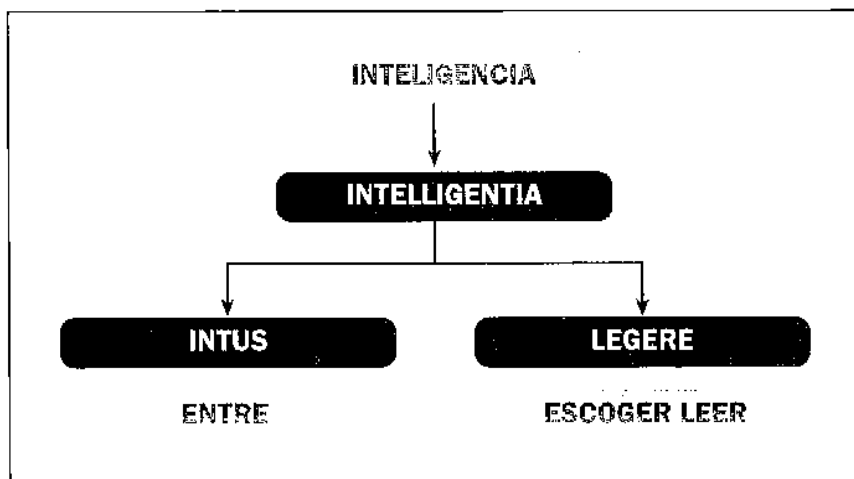 INTELIGENCIA
INTELLIGENTIA
INTUS
LEGERE
ENTRE
ESCOGER LEER